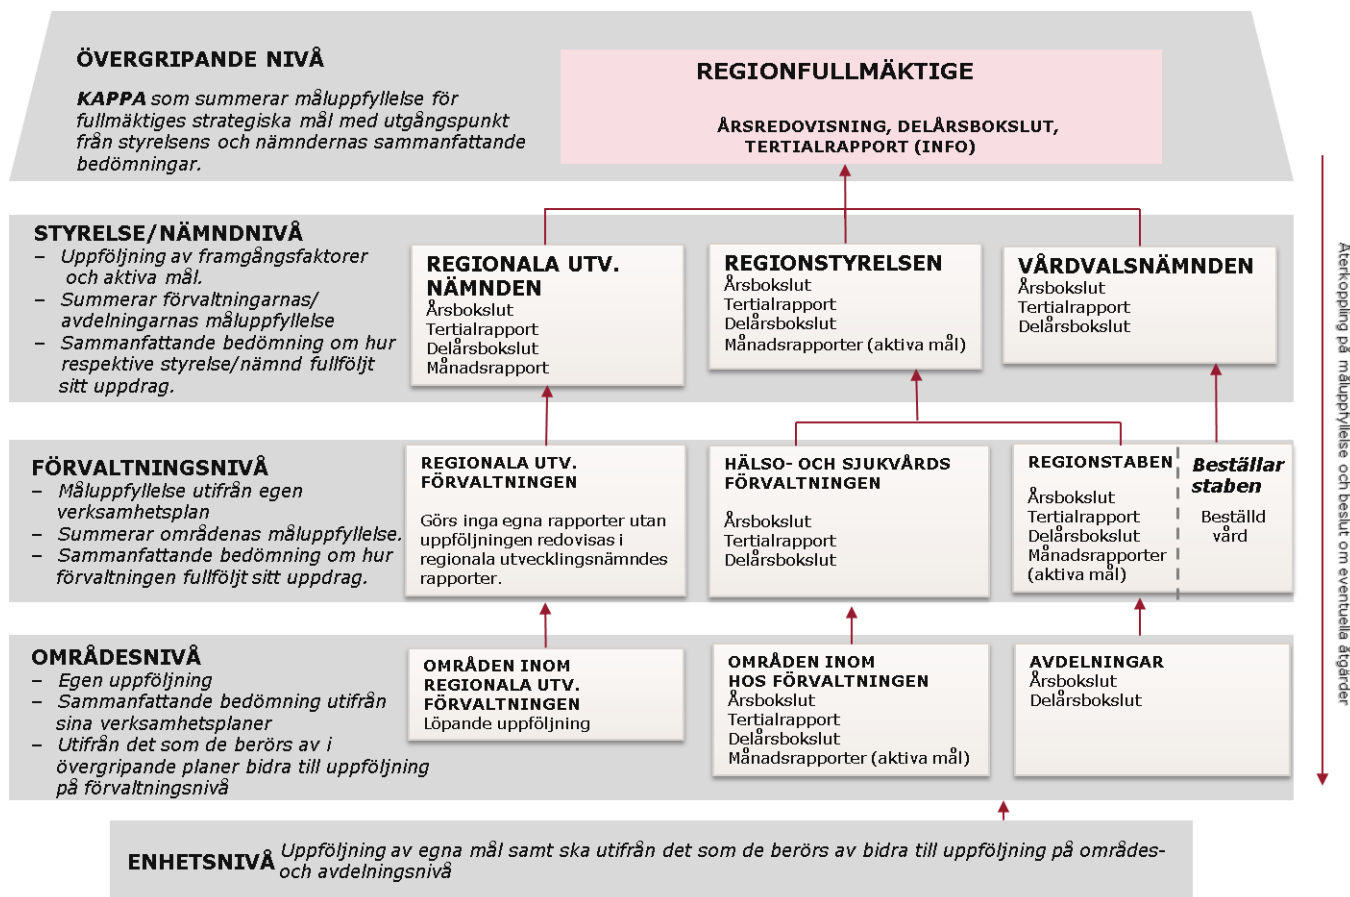 ÖVERGRIPANDE NIVÅ
KAPPA som summerar måluppfyllelse för
fullmäktiges strategiska mål med utgångspunkt
från styrelsens och nämndernas sammanfattande
bedömningar.
REGIONFULLMÄKTIGE
ÅRSREDOVISNING, DELÅRSBOKSLUT,
TERTIALRAPPORT (INFO)
STYRELSE/NÄMNDNIVÅ
– Uppföljning av framgångsfaktorer
och aktiva mål.
– Summerar förvaltningarnas/
avdelningarnas måluppfyllelse
– Sammanfattande bedömning om hur
respektive styrelse/nämnd fullföljt
sitt uppdrag.
REGIONALA UTV.
NÄMNDEN
Årsbokslut
Tertialrapport
Delårsbokslut
Månadsrapport
REGIONSTYRELSEN
Årsbokslut
Tertialrapport
Delårsbokslut
Månadsrapporter (aktiva mål)
VÅRDVALSNÄMNDEN
Årsbokslut
Tertialrapport
Delårsbokslut
FÖRVALTNINGSNIVÅ
– Måluppfyllelse utifrån egen
verksamhetsplan
– Summerar områdenas måluppfyllelse.
– Sammanfattande bedömning om hur
förvaltningen fullföljt sitt uppdrag.
REGIONALA UTV.
FÖRVALTNINGEN
Görs inga egna rapporter utan
uppföljningen redovisas i
regionala utvecklingsnämndes
rapporter.
HÄLSO- OCH SJUKVÅRDS
FÖRVALTNINGEN
Årsbokslut
Tertialrapport
Delårsbokslut
REGIONSTABEN
Årsbokslut
Tertialrapport
Delårsbokslut
Månadsrapporter
(aktiva mål)
Beställar
staben
Beställd
vård
OMRÅDESNIVÅ
– Egen uppföljning
– Sammanfattande bedömning utifrån
sina verksamhetsplaner
– Utifrån det som de berörs av i
övergripande planer bidra till uppföljning
på förvaltningsnivå
OMRÅDEN INOM
REGIONALA UTV.
FÖRVALTNINGEN
Löpande uppföljning
OMRÅDEN INOM
HOS FÖRVALTNINGEN
Årsbokslut
Tertialrapport
Delårsbokslut
Månadsrapporter (aktiva mål)
AVDELNINGAR
Årsbokslut
Delårsbokslut
ENHETSNIVÅ Uppföljning av egna mål samt ska utifrån det som de berörs av bidra till uppföljning på områdes-
och avdelningsnivå
Återkoppling på måluppfyllelse och beslut om eventuella åtgärder